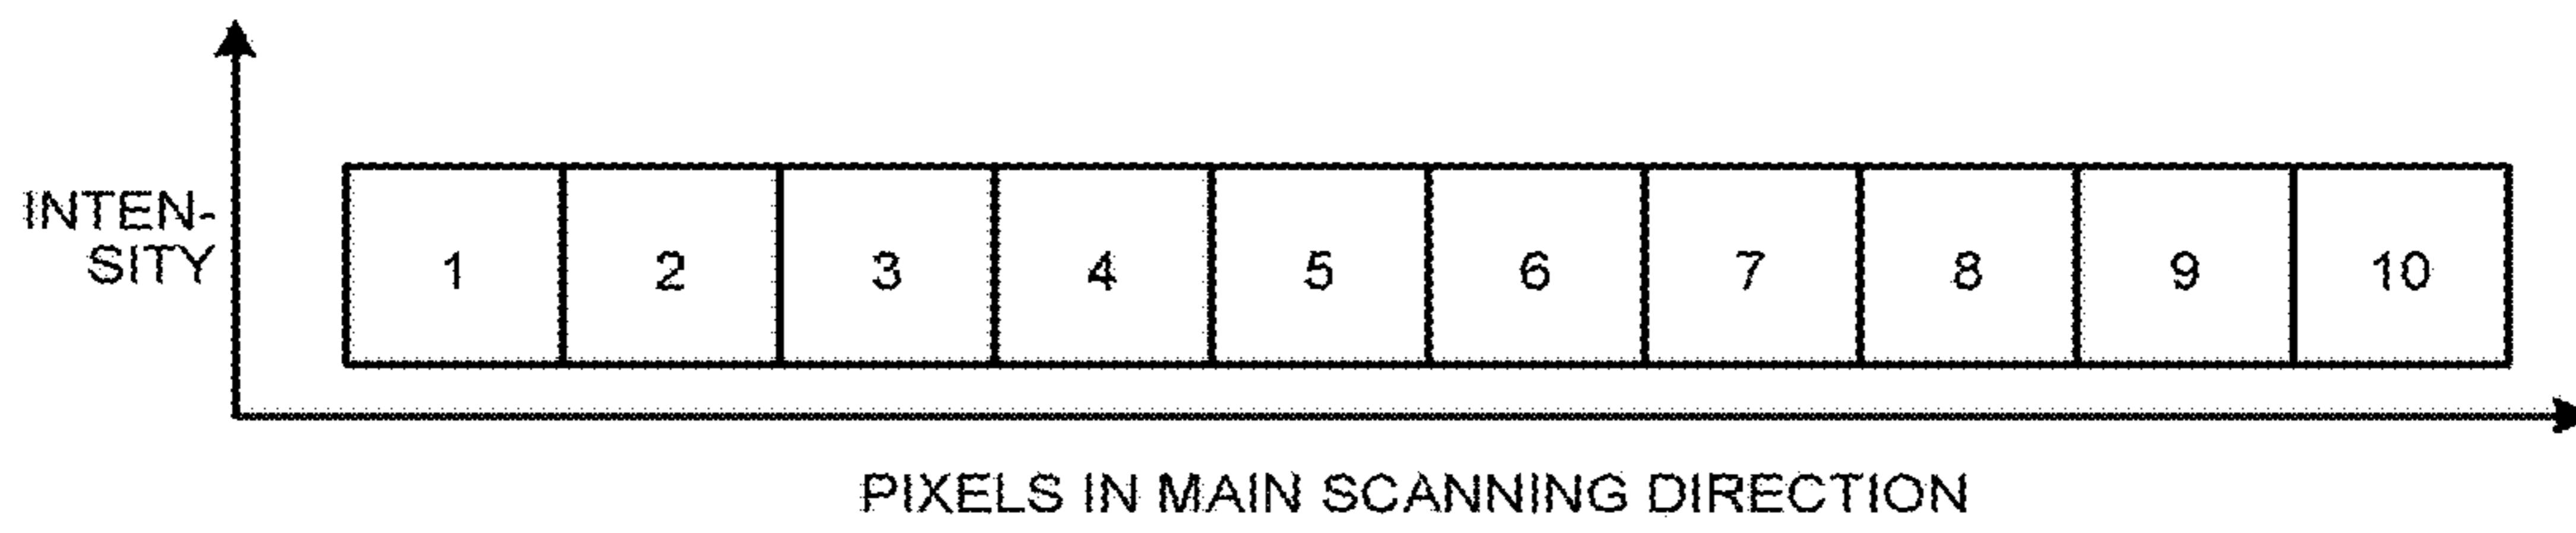 INTEN-
SITY
1 2 3 4 5 6 7 8 9 10
PIXELS IN MAIN SCANNING DIRECTION